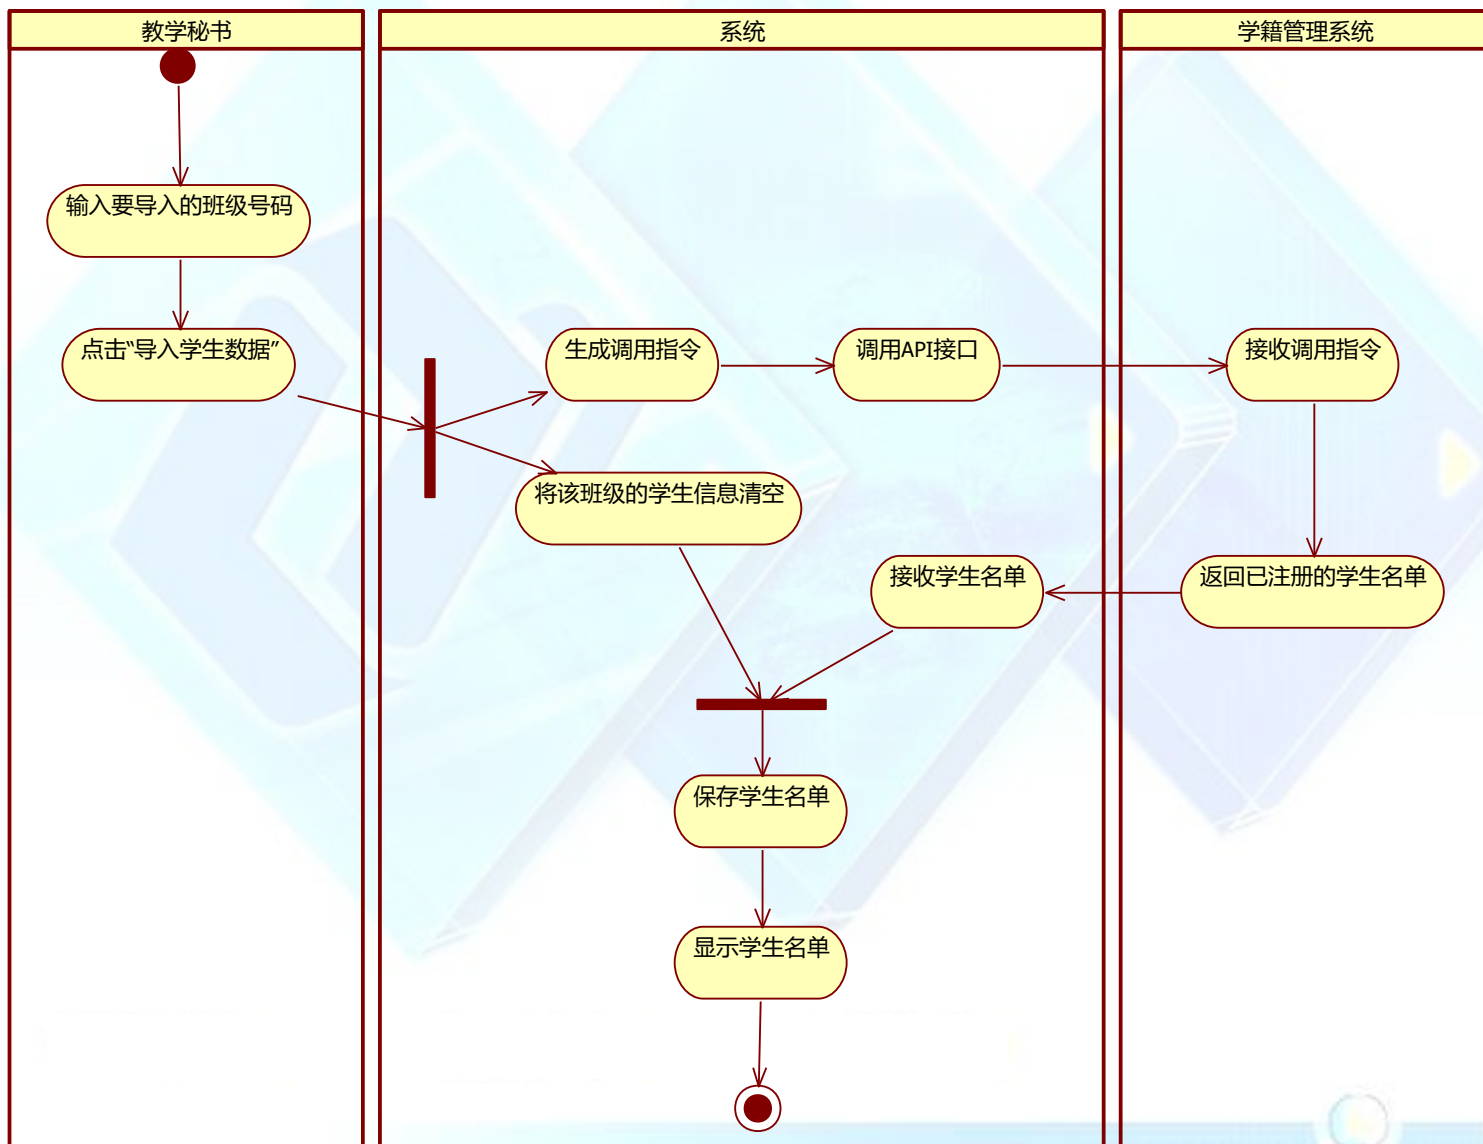 教学秘书
系统
学籍管理系统
输入要导入的班级号码
点击“导入学生数据”
生成调用指令
调用API接口
接收调用指令
将该班级的学生信息清空
接收学生名单
返回已注册的学生名单
保存学生名单
显示学生名单